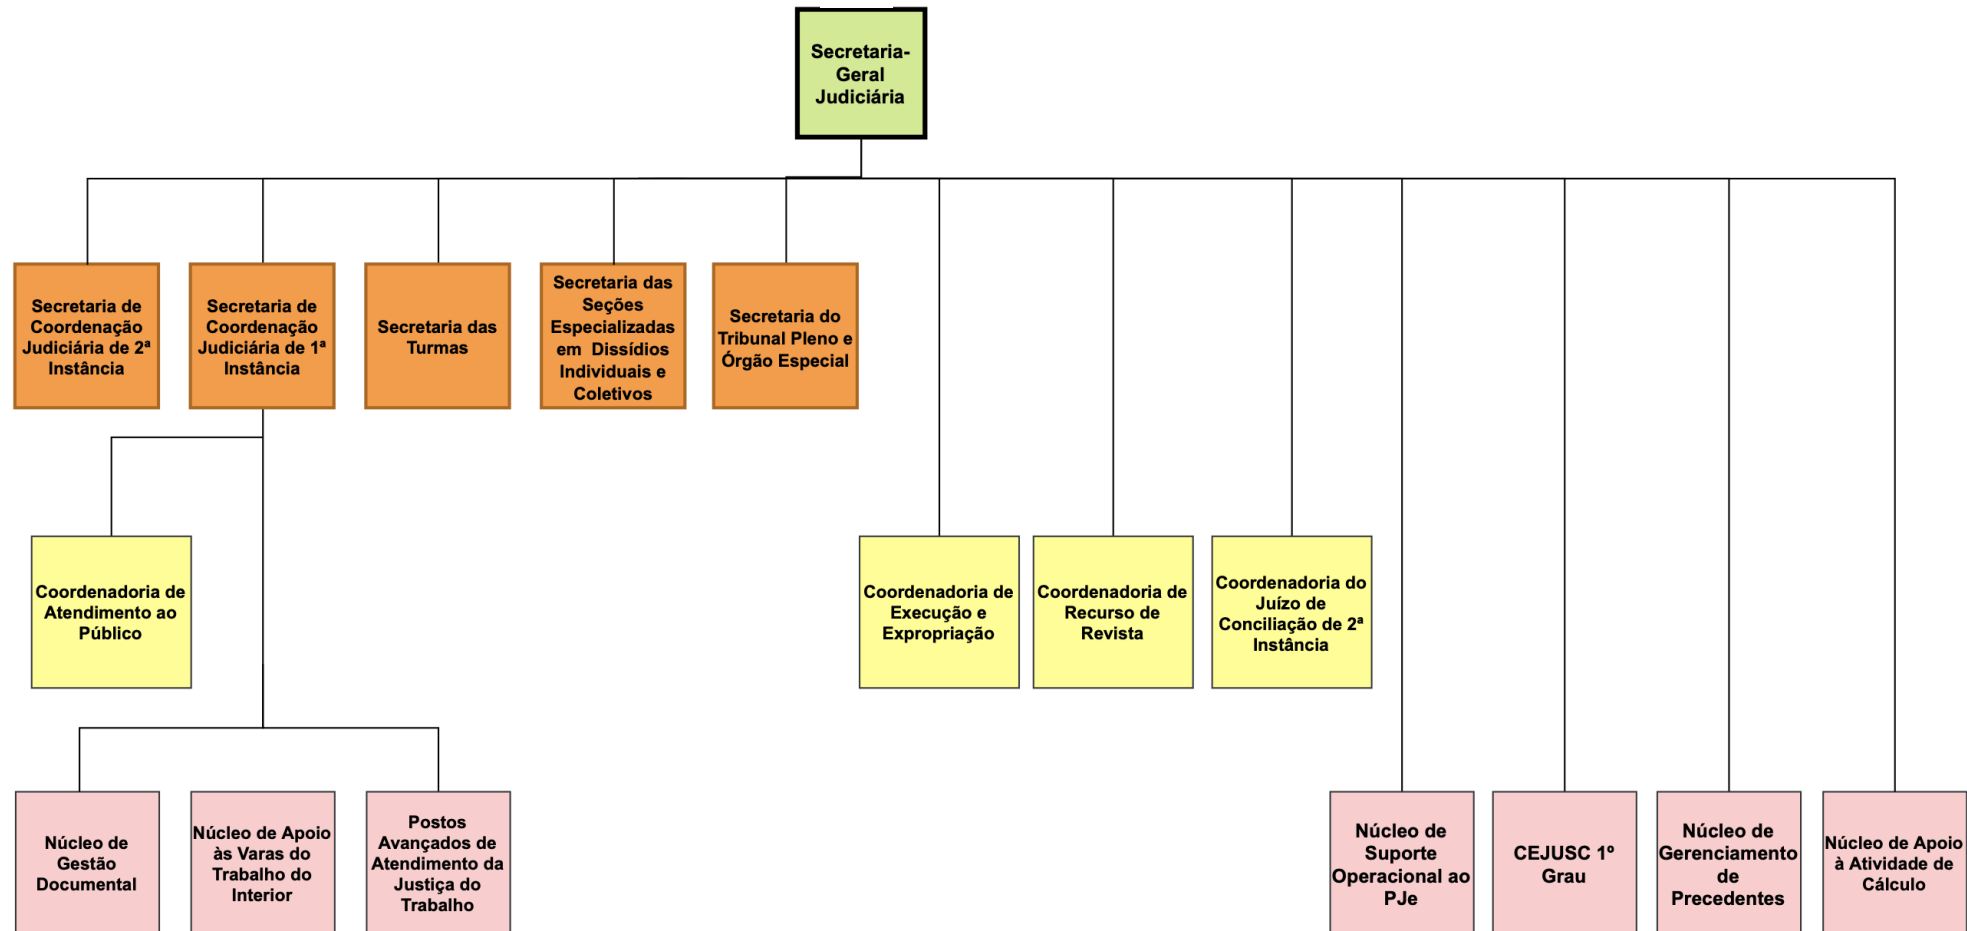 Secretaria-
Geral
Judiciária
Secretaria de
Coordenação
Judiciária de 2ª
Instância
Secretaria de
Coordenação
Judiciária de 1ª
Instância
Secretaria das
Turmas
Secretaria das
Seções
Especializadas
em Dissídios
Individuais e
Coletivos
Secretaria do
Tribunal Pleno e
Órgão Especial
Coordenadoria de
Atendimento ao
Público
Coordenadoria de
Execução e
Expropriação
Coordenadoria de
Recurso de
Revista
Coordenadoria do
Juízo de
Conciliação de 2ª
Instância
Núcleo de
Gestão
Documental
Núcleo de Apoio
às Varas do
Trabalho do
Interior
Postos
Avançados de
Atendimento da
Justiça do
Trabalho
Núcleo de
Suporte
Operacional ao
PJe
CEJUSC 1º
Grau
Núcleo de
Gerenciamento
de
Precedentes
Núcleo de Apoio
à Atividade de
Cálculo